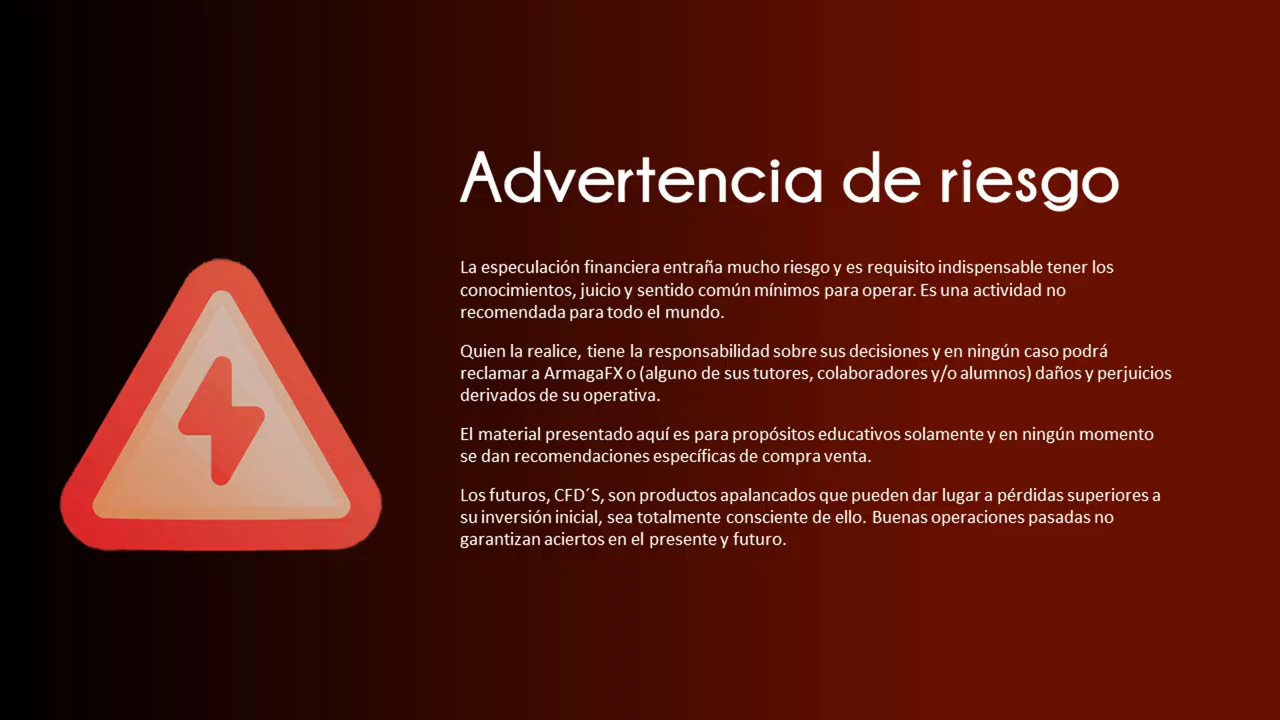 Advertencia de riesgo
La especulación financiera entraña mucho riesgo y es requisito indispensable tener los
conocimientos, juicio y sentido común mínimos para operar. Es una actividad no
recomendada para todo el mundo.
Quien la realice, tiene la responsabilidad sobre sus decisiones y en ningún caso podrá
reclamar a ArmagaFX o (alguno de sus tutores, colaboradores y/o alumnos) daños y perjuicios
derivados de su operativa.
El material presentado aquí es para propósitos educativos solamente y en ningún momento
se dan recomendaciones específicas de compra venta.
Los futuros, CFD´S, son productos apalancados que pueden dar lugar a pérdidas superiores a
su inversión inicial, sea totalmente consciente de ello. Buenas operaciones pasadas no
garantizan aciertos en el presente y futuro.